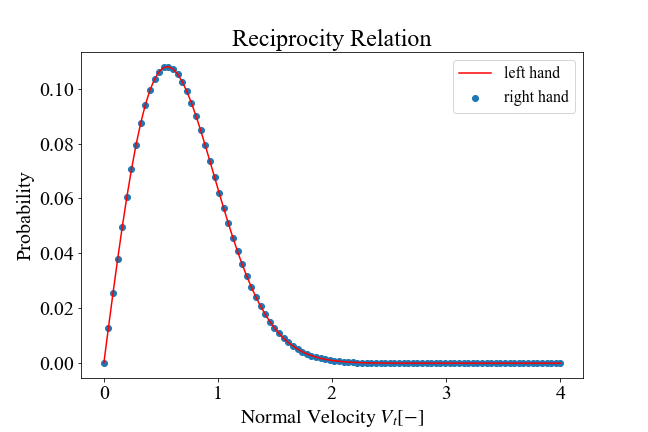 Reciprocity Relation
left hand
right hand
0.10
0.08
0.06
0.04
0.02
0.00
Probability
0 1 2 3 4
Normal Velocity V_t[−]